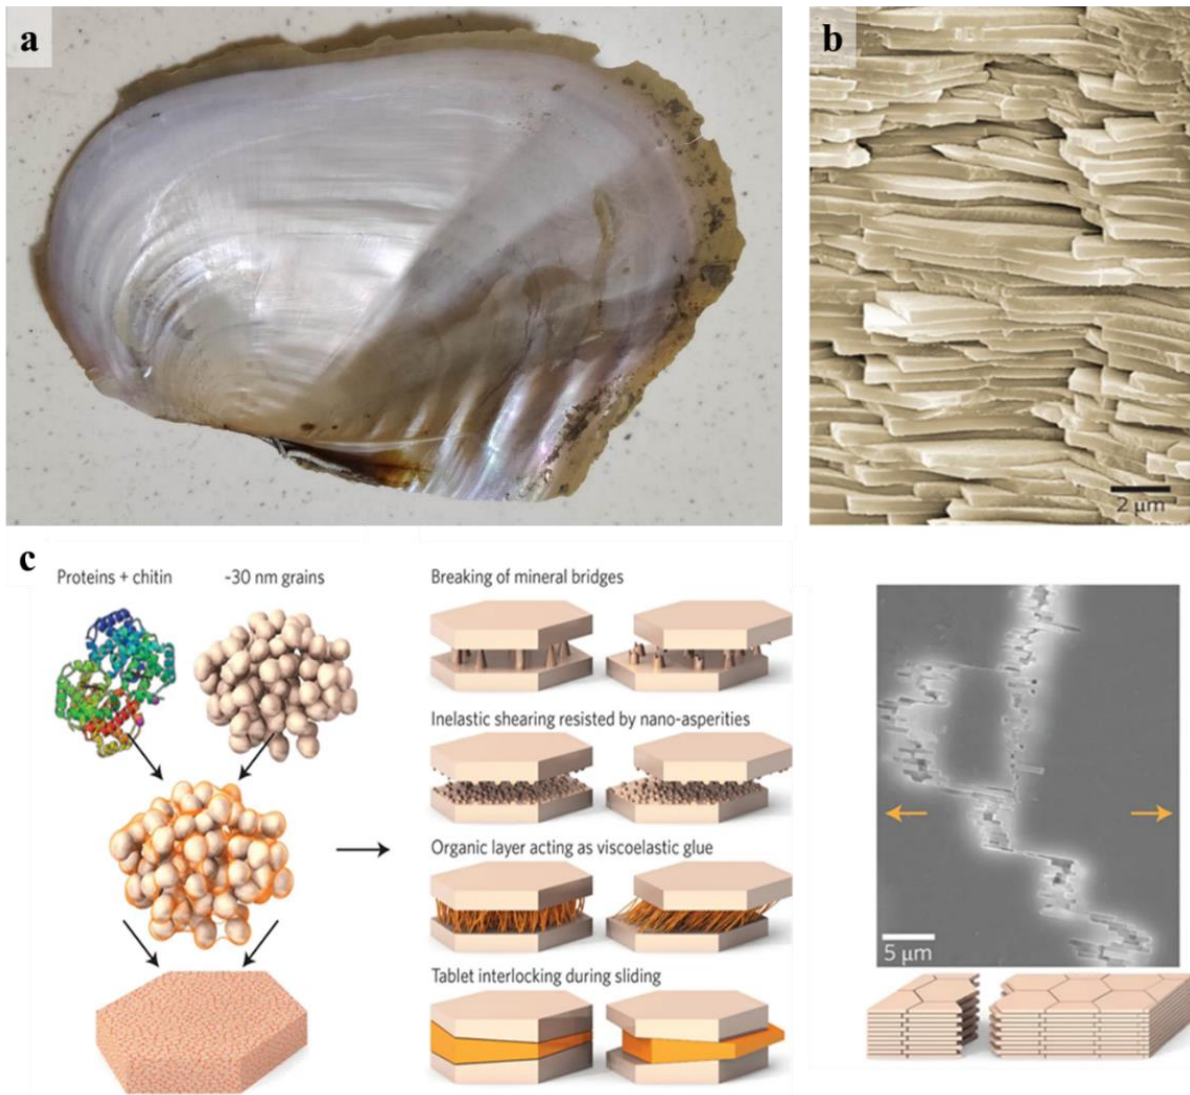 a
b
2 μm
c
Proteins + chitin
~30 nm grains
Breaking of mineral bridges
Inelastic shearing resisted by nano-asperities
Organic layer acting as viscoelastic glue
Tablet interlocking during sliding
5 μm